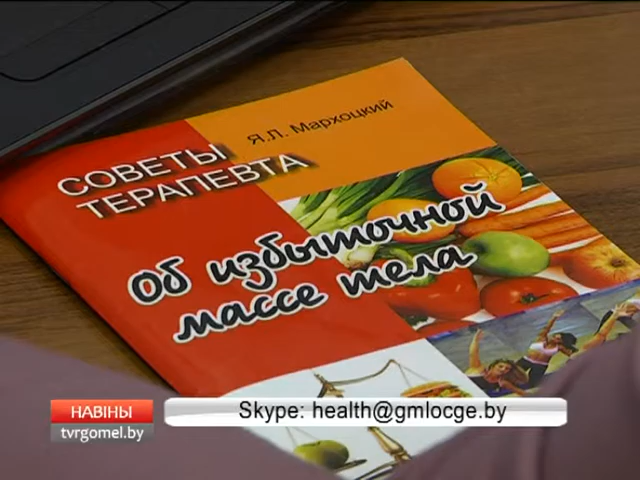 Я.Л. Мархоцкий
СОВЕТЫ
ТЕРАПЕВТА
Об избыточной
массе тела
НАВІНЫ
tvrgomel.by
Skype: health@gmlocge.by